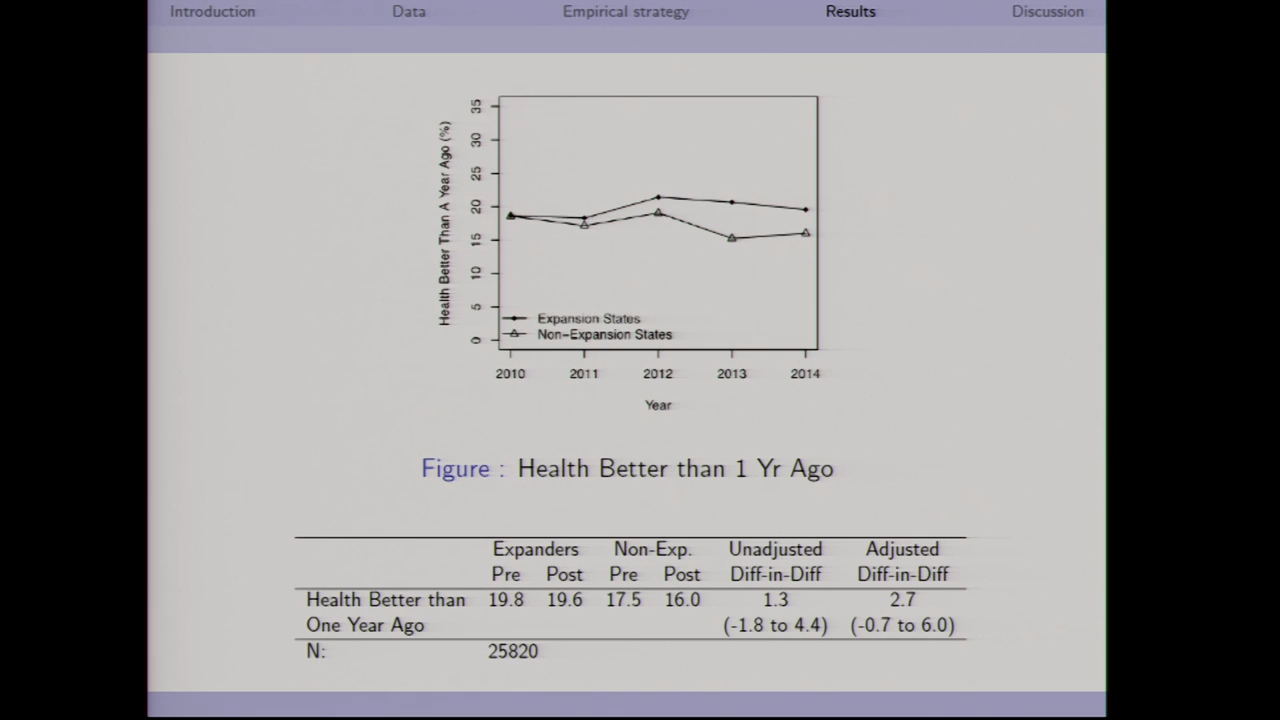 Introduction Data Empirical strategy Results Discussion
Health Better Than A Year Ago (%)
35
30
25
20
15
10
5
0
Expansion States
Non-Expansion States
2010 2011 2012 2013 2014
Year
Figure : Health Better than 1 Yr Ago
Expanders Non-Exp. Unadjusted Adjusted
Pre Post Pre Post Diff-in-Diff Diff-in-Diff
Health Better than 19.8 19.6 17.5 16.0 1.3 2.7
One Year Ago (-1.8 to 4.4) (-0.7 to 6.0)
N: 25820